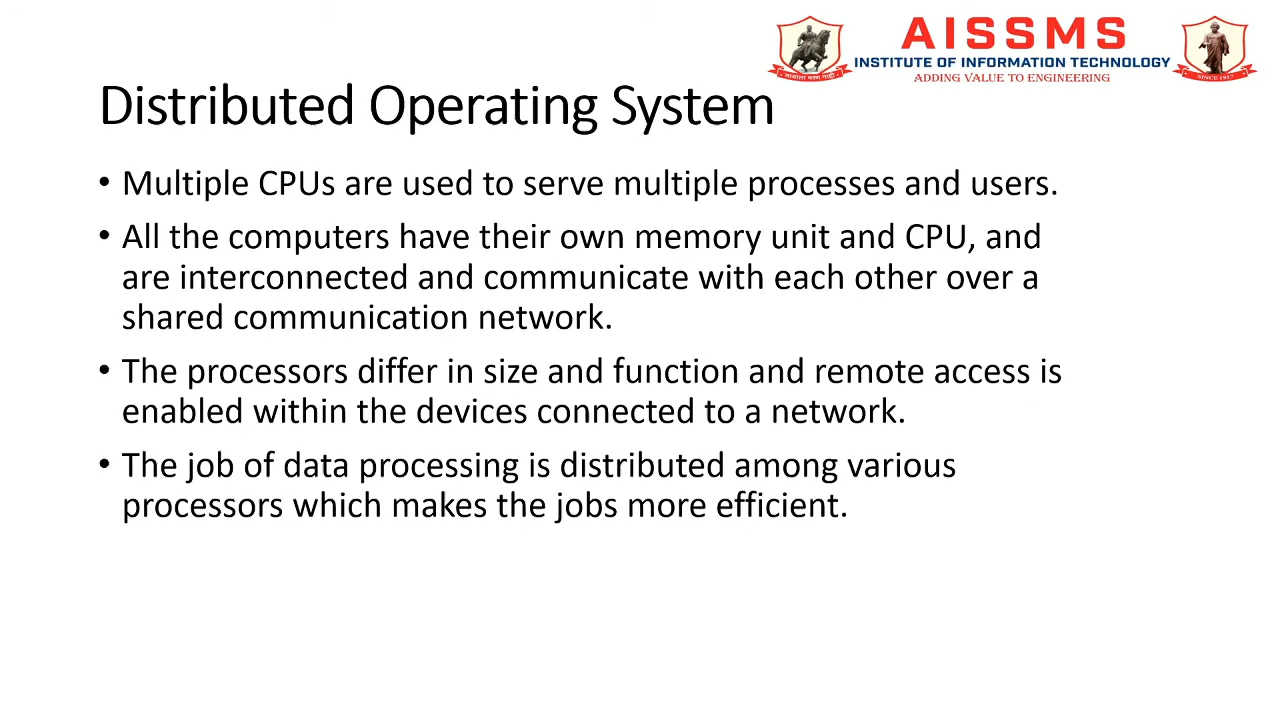 AISSMS
INSTITUTE OF INFORMATION TECHNOLOGY
ADDING VALUE TO ENGINEERING
SINCE 1917
Distributed Operating System
• Multiple CPUs are used to serve multiple processes and users.
• All the computers have their own memory unit and CPU, and
are interconnected and communicate with each other over a
shared communication network.
• The processors differ in size and function and remote access is
enabled within the devices connected to a network.
• The job of data processing is distributed among various
processors which makes the jobs more efficient.